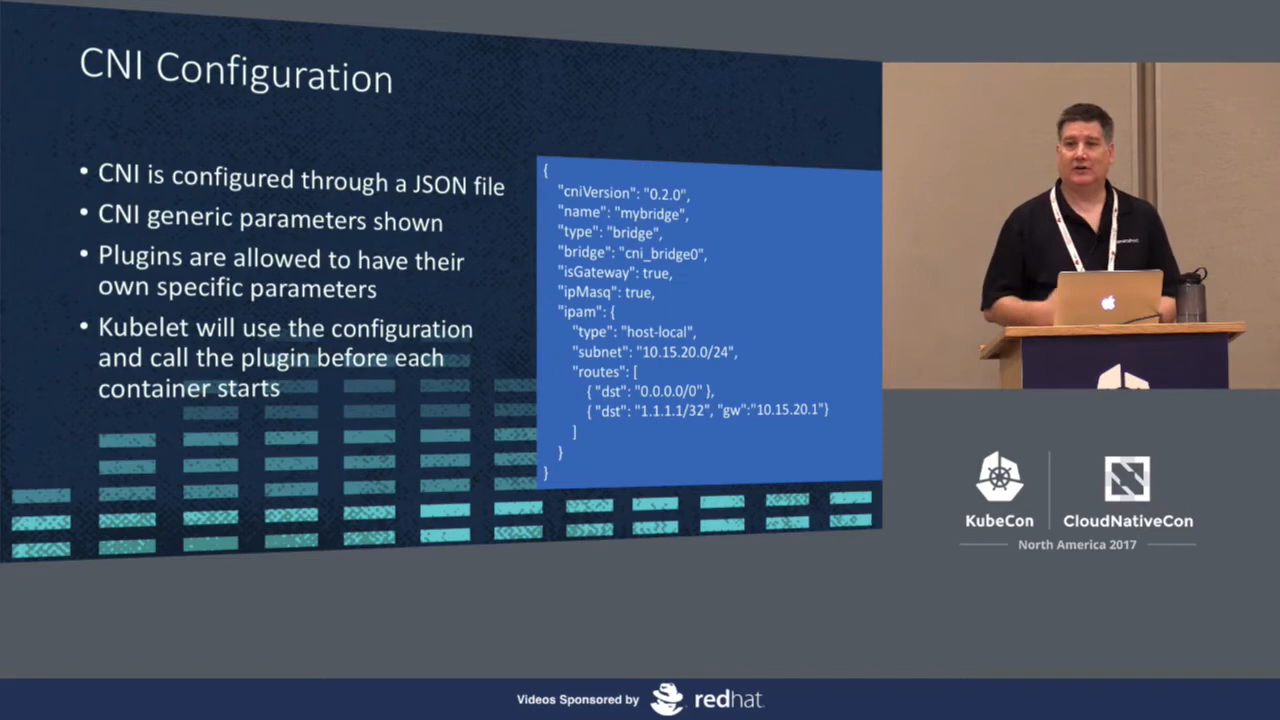 CNI Configuration
• CNI is configured through a JSON file
• CNI generic parameters shown
• Plugins are allowed to have their
own specific parameters
• Kubelet will use the configuration
and call the plugin before each
container starts
{
"cniVersion": "0.2.0",
"name": "mybridge",
"type": "bridge",
"bridge": "cni_bridge0",
"isGateway": true,
"ipMasq": true,
"ipam": {
"type": "host-local",
"subnet": "10.15.20.0/24",
"routes": [
{ "dst": "0.0.0.0/0" },
{ "dst": "1.1.1.1/32", "gw":"10.15.20.1"}
]
}
}
KubeCon
CloudNativeCon
North America 2017
Videos Sponsored by
redhat